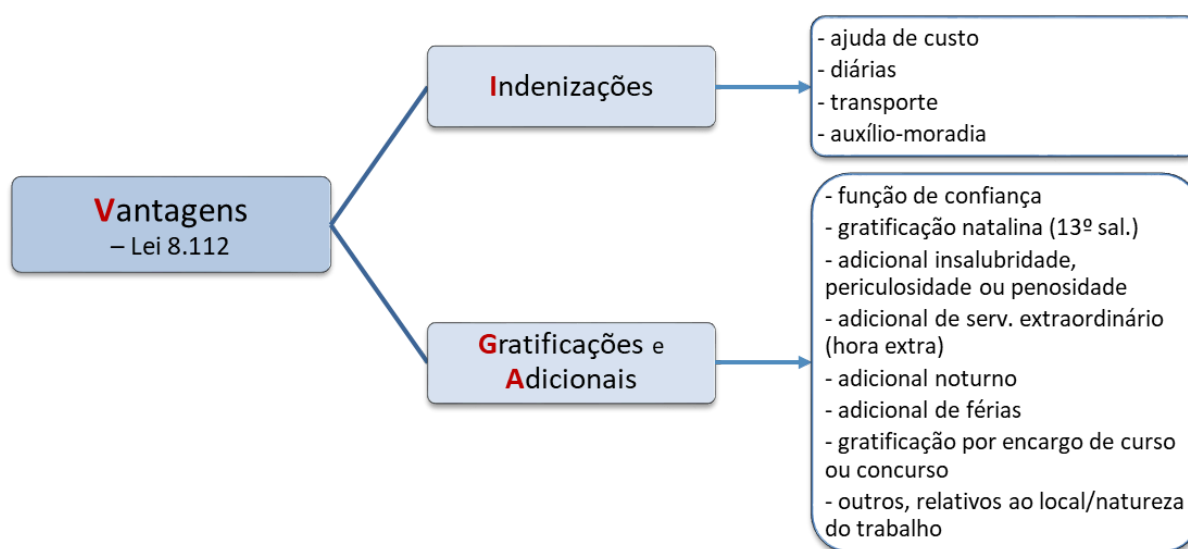 Vantagens
– Lei 8.112
Indenizações
- ajuda de custo
- diárias
- transporte
- auxílio-moradia
Gratificações e
Adicionais
- função de confiança
- gratificação natalina (13º sal.)
- adicional insalubridade,
periculosidade ou penosidade
- adicional de serv. extraordinário
(hora extra)
- adicional noturno
- adicional de férias
- gratificação por encargo de curso
ou concurso
- outros, relativos ao local/natureza
do trabalho